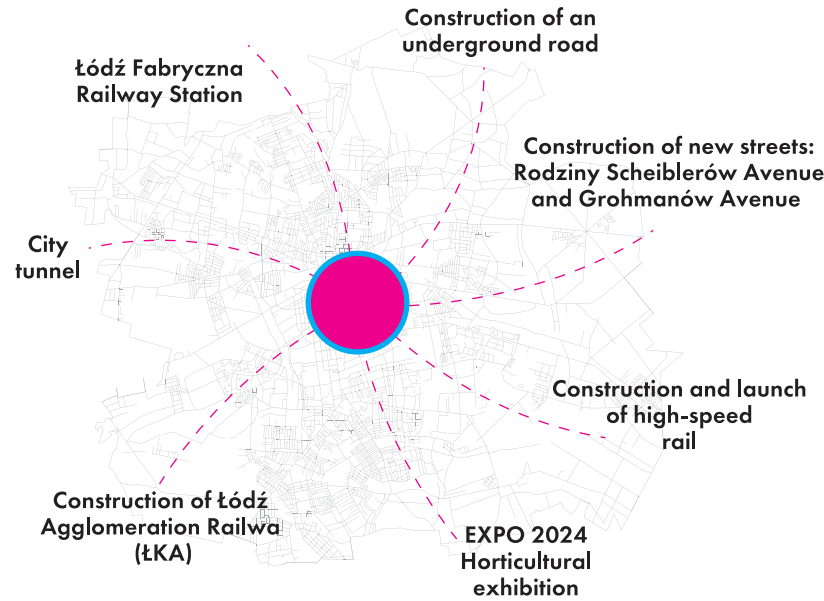 Construction of an
underground road
Łódź Fabryczna
Railway Station
Construction of new streets:
Rodziny Scheiblerów Avenue
and Grohmanów Avenue
City
tunnel
Construction and launch
of high-speed
rail
Construction of Łódź
Agglomeration Railwa
(ŁKA)
EXPO 2024
Horticultural
exhibition